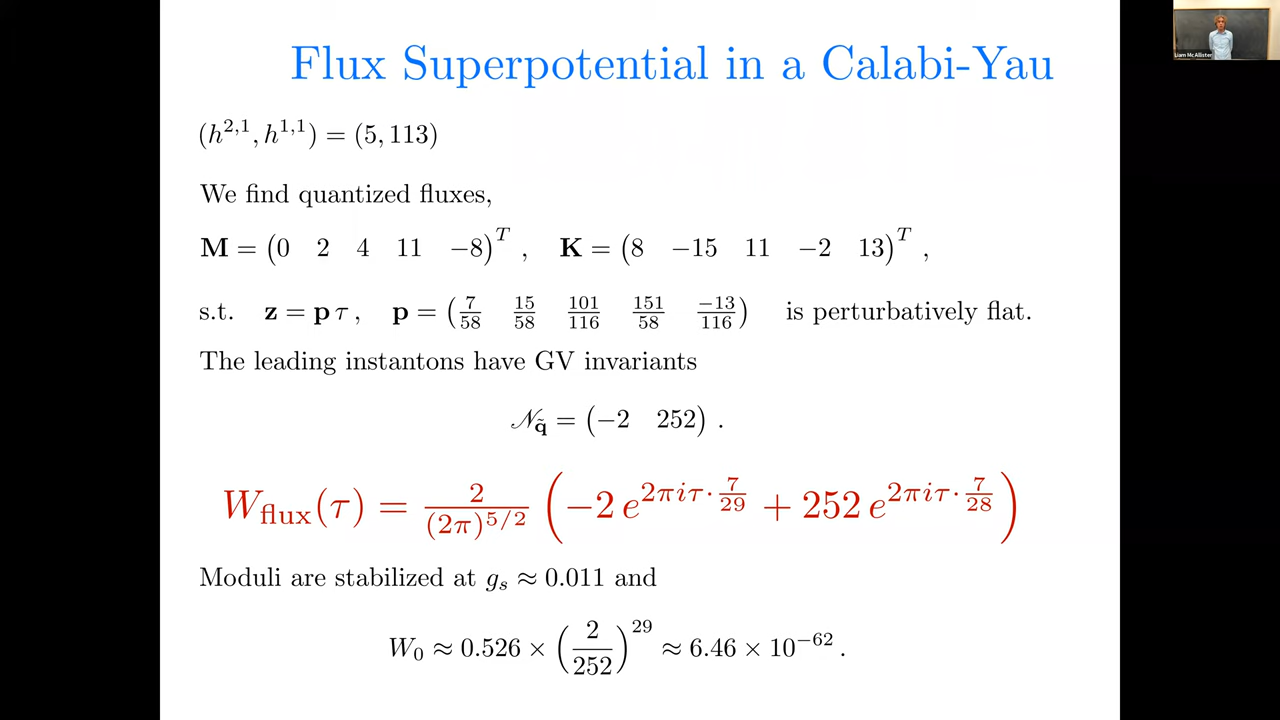 Liam McAllister
Flux Superpotential in a Calabi-Yau
(h^{2,1}, h^{1,1}) = (5, 113)
We find quantized fluxes,
M = (0 2 4 11 −8)^T , K = (8 −15 11 −2 13)^T ,
s.t. z = p τ , p = (7/58 15/58 101/116 151/58 −13/116) is perturbatively flat.
The leading instantons have GV invariants
𝒩_q̃ = (−2 252) .
W_flux(τ) = 2/(2π)^{5/2} (−2 e^{2πiτ·7/29} + 252 e^{2πiτ·7/28})
Moduli are stabilized at g_s ≈ 0.011 and
W_0 ≈ 0.526 × (2/252)^{29} ≈ 6.46 × 10^{−62} .